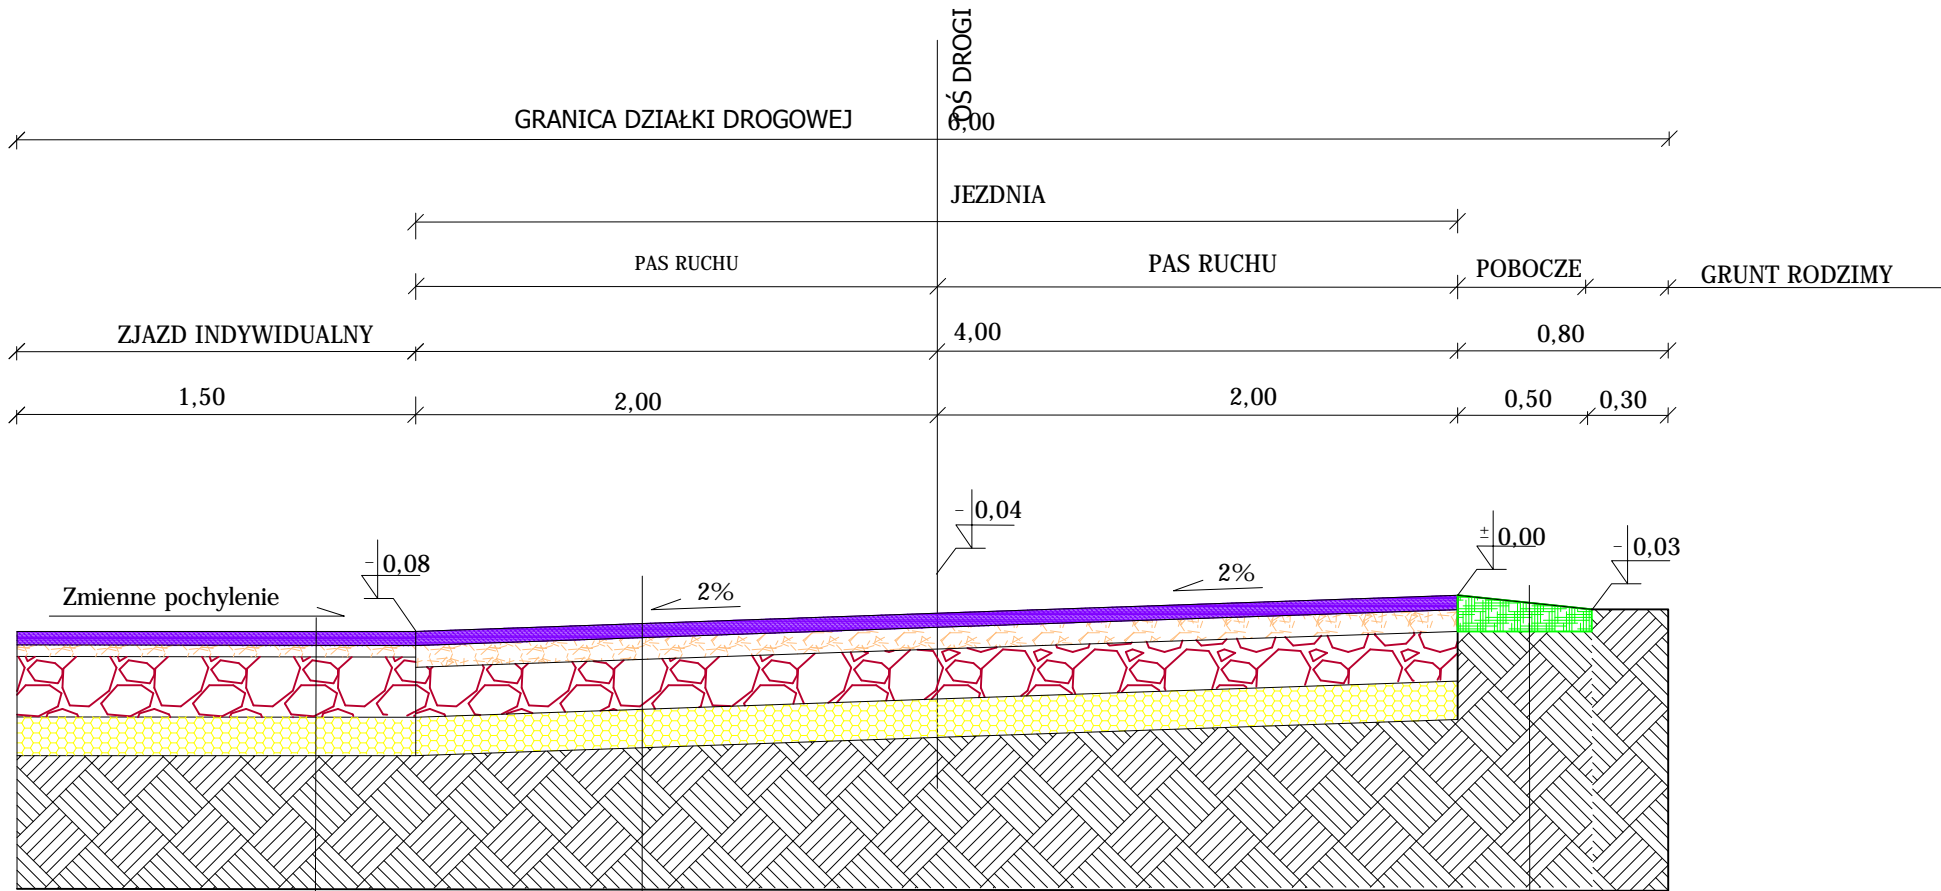 OŚ DROGI
GRANICA DZIAŁKI DROGOWEJ
6,00
JEZDNIA
PAS RUCHU
PAS RUCHU
POBOCZE
GRUNT RODZIMY
ZJAZD INDYWIDUALNY
4,00
0,80
1,50
2,00
2,00
0,50
0,30
- 0,04
± 0,00
- 0,03
- 0,08
2%
2%
Zmienne pochylenie